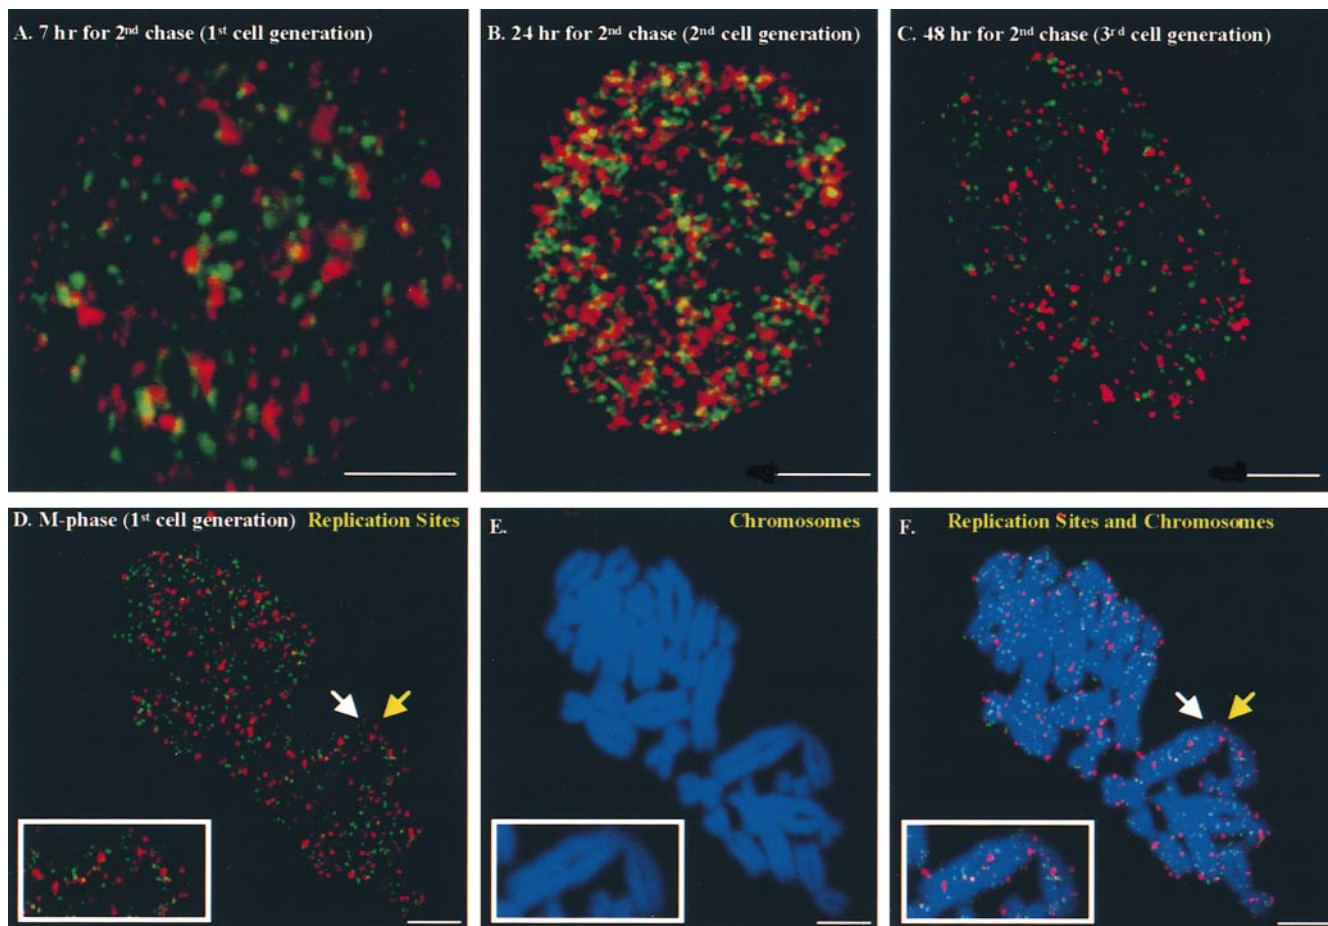 A. 7 hr for 2nd chase (1st cell generation)
B. 24 hr for 2nd chase (2nd cell generation)
C. 48 hr for 2nd chase (3rd cell generation)
D. M-phase (1st cell generation) Replication Sites
E. Chromosomes
F. Replication Sites and Chromosomes